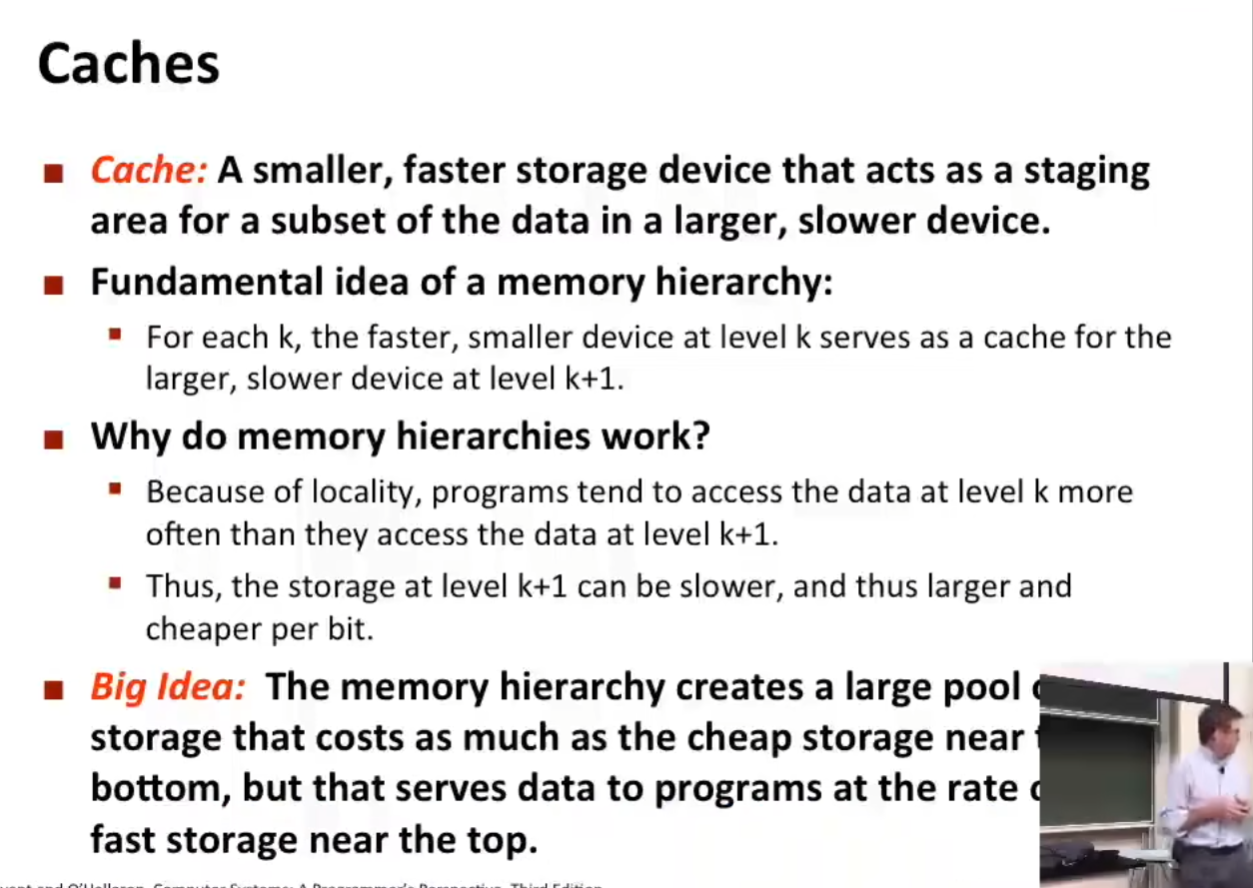 Caches
Cache: A smaller, faster storage device that acts as a staging
area for a subset of the data in a larger, slower device.
Fundamental idea of a memory hierarchy:
For each k, the faster, smaller device at level k serves as a cache for the
larger, slower device at level k+1.
Why do memory hierarchies work?
Because of locality, programs tend to access the data at level k more
often than they access the data at level k+1.
Thus, the storage at level k+1 can be slower, and thus larger and
cheaper per bit.
Big Idea: The memory hierarchy creates a large pool
storage that costs as much as the cheap storage near
bottom, but that serves data to programs at the rate
fast storage near the top.
and O'Hallaron, Computer Systems: A Programmer's Perspective, Third Edition